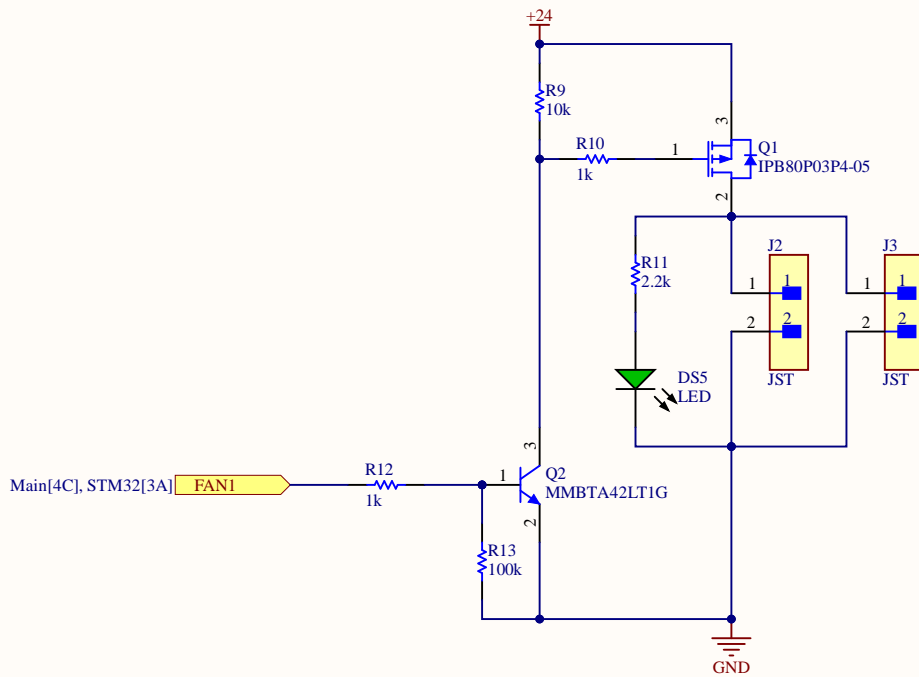 +24
R9
10k
3
R10
1k
1
Q1
IPB80P03P4-05
2
R11
2.2k
J2
1
1
2
2
JST
J3
1
1
2
2
JST
DS5
LED
3
Q2
MMBTA42LT1G
1
2
Main[4C], STM32[3A]
FAN1
R12
1k
R13
100k
GND